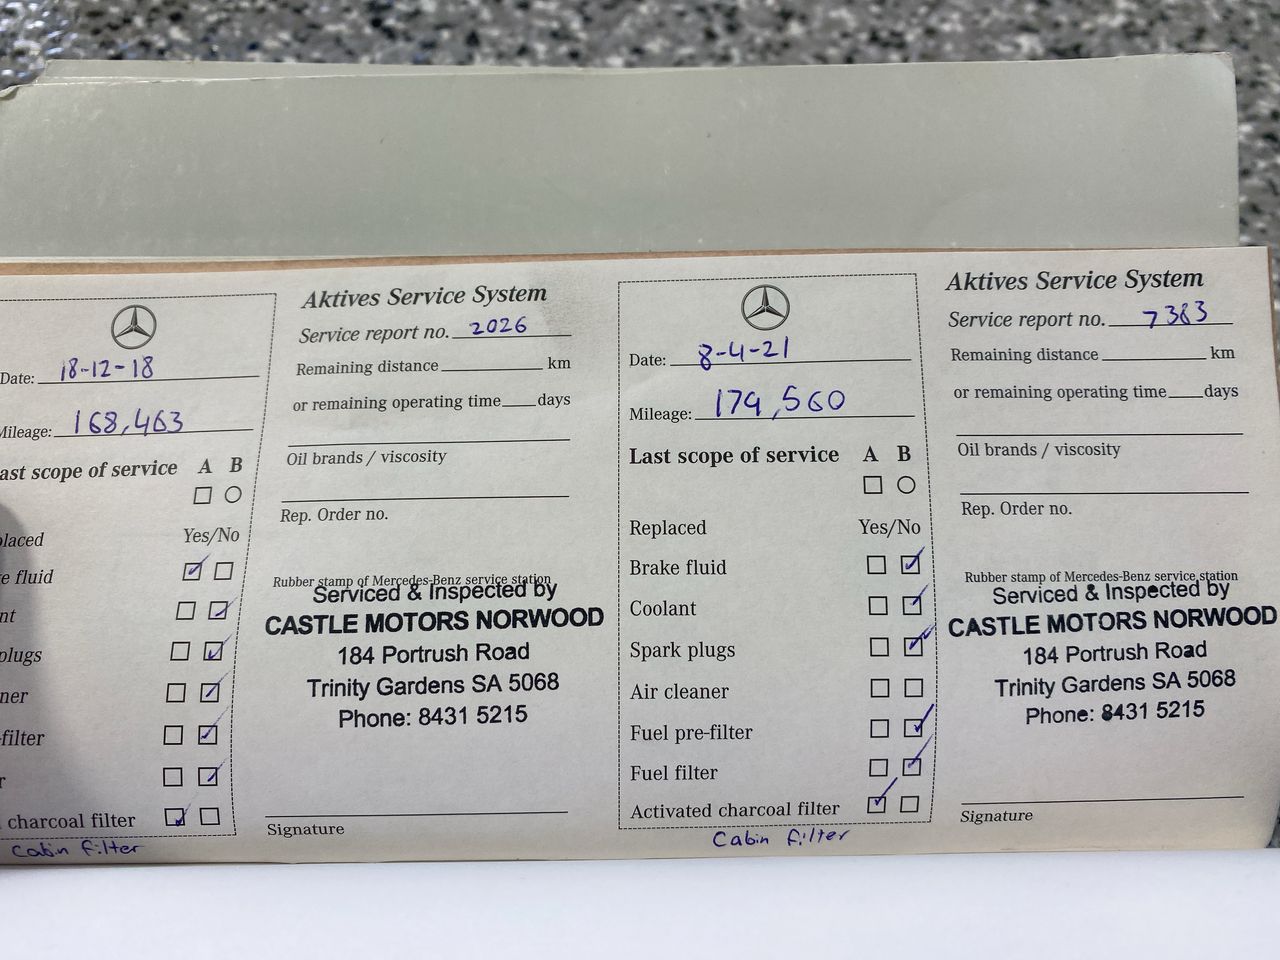 Date: 18-12-18
Mileage: 168,463
ast scope of service A B
placed Yes/No
e fluid
nt
plugs
ner
-filter
r
charcoal filter
Cabin filter
Aktives Service System
Service report no. 2026
Remaining distance km
or remaining operating time days
Oil brands / viscosity
Rep. Order no.
Rubber stamp of Mercedes-Benz service station
Serviced & Inspected by
CASTLE MOTORS NORWOOD
184 Portrush Road
Trinity Gardens SA 5068
Phone: 8431 5215
Signature
Date: 8-4-21
Mileage: 179,560
Last scope of service A B
Replaced Yes/No
Brake fluid
Coolant
Spark plugs
Air cleaner
Fuel pre-filter
Fuel filter
Activated charcoal filter
Cabin filter
Aktives Service System
Service report no. 7383
Remaining distance km
or remaining operating time days
Oil brands / viscosity
Rep. Order no.
Rubber stamp of Mercedes-Benz service station
Serviced & Inspected by
CASTLE MOTORS NORWOOD
184 Portrush Road
Trinity Gardens SA 5068
Phone: 8431 5215
Signature